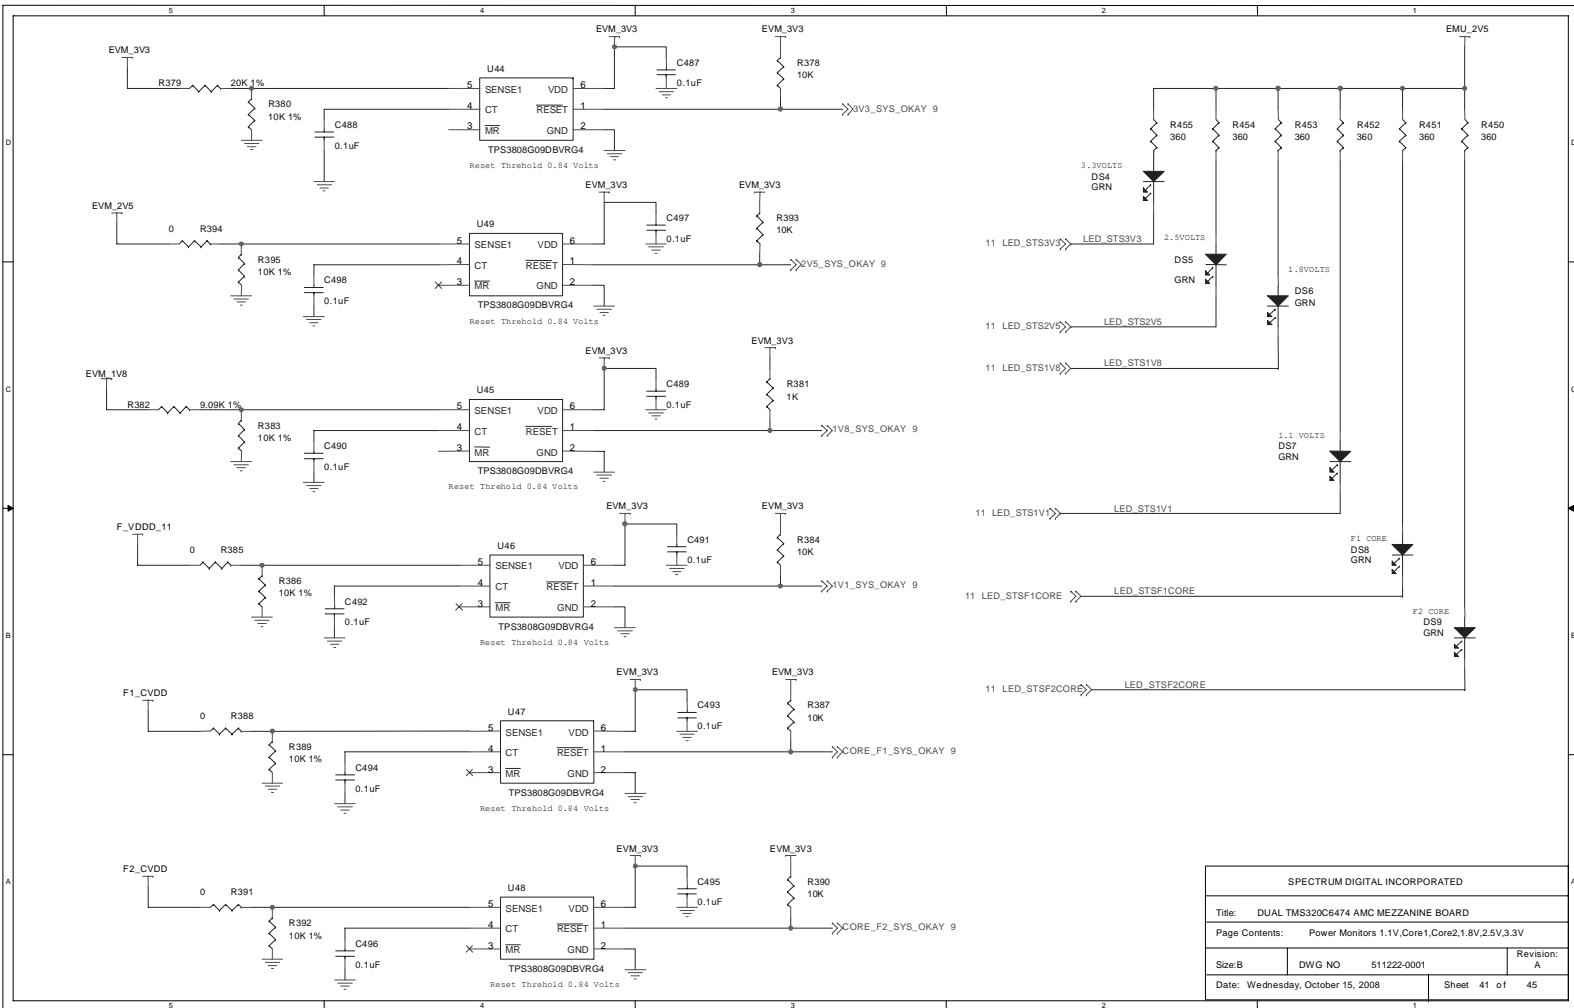 5 4 3 2 1
EVM_3V3
R379 20K 1%
R380
10K 1%
C488
0.1uF
U44
5 SENSE1 VDD 6
4 CT RESET 1
3 MR GND 2
TPS3808G09DBVRG4
Reset Threhold 0.84 Volts
EVM_3V3
C487
0.1uF
EVM_3V3
R378
10K
3V3_SYS_OKAY 9
EVM_2V5
0 R394
R395
10K 1%
C498
0.1uF
U49
5 SENSE1 VDD 6
4 CT RESET 1
3 MR GND 2
TPS3808G09DBVRG4
Reset Threhold 0.84 Volts
EVM_3V3
C497
0.1uF
EVM_3V3
R393
10K
2V5_SYS_OKAY 9
EVM_1V8
R382 9.09K 1%
R383
10K 1%
C490
0.1uF
U45
5 SENSE1 VDD 6
4 CT RESET 1
3 MR GND 2
TPS3808G09DBVRG4
Reset Threhold 0.84 Volts
EVM_3V3
C489
0.1uF
EVM_3V3
R381
1K
1V8_SYS_OKAY 9
F_VDDD_11
0 R385
R386
10K 1%
C492
0.1uF
U46
5 SENSE1 VDD 6
4 CT RESET 1
3 MR GND 2
TPS3808G09DBVRG4
Reset Threhold 0.84 Volts
EVM_3V3
C491
0.1uF
EVM_3V3
R384
10K
1V1_SYS_OKAY 9
F1_CVDD
0 R388
R389
10K 1%
C494
0.1uF
U47
5 SENSE1 VDD 6
4 CT RESET 1
3 MR GND 2
TPS3808G09DBVRG4
Reset Threhold 0.84 Volts
EVM_3V3
C493
0.1uF
EVM_3V3
R387
10K
CORE_F1_SYS_OKAY 9
F2_CVDD
0 R391
R392
10K 1%
C496
0.1uF
U48
5 SENSE1 VDD 6
4 CT RESET 1
3 MR GND 2
TPS3808G09DBVRG4
Reset Threhold 0.84 Volts
EVM_3V3
C495
0.1uF
EVM_3V3
R390
10K
CORE_F2_SYS_OKAY 9
EMU_2V5
R455
360
R454
360
R453
360
R452
360
R451
360
R450
360
3.3VOLTS
DS4
GRN
11 LED_STS3V3 LED_STS3V3
2.5VOLTS
DS5
GRN
1.8VOLTS
DS6
GRN
11 LED_STS2V5 LED_STS2V5
11 LED_STS1V8 LED_STS1V8
1.1 VOLTS
DS7
GRN
11 LED_STS1V1 LED_STS1V1
F1 CORE
DS8
GRN
11 LED_STSF1CORE LED_STSF1CORE
F2 CORE
DS9
GRN
11 LED_STSF2CORE LED_STSF2CORE
D D
C C
B B
A A
SPECTRUM DIGITAL INCORPORATED
Title: DUAL TMS320C6474 AMC MEZZANINE BOARD
Page Contents: Power Monitors 1.1V,Core1,Core2,1.8V,2.5V,3.3V
Size:B DWG NO 511222-0001 Revision:
A
Date: Wednesday, October 15, 2008 Sheet 41 of 45
5 4 3 2 1